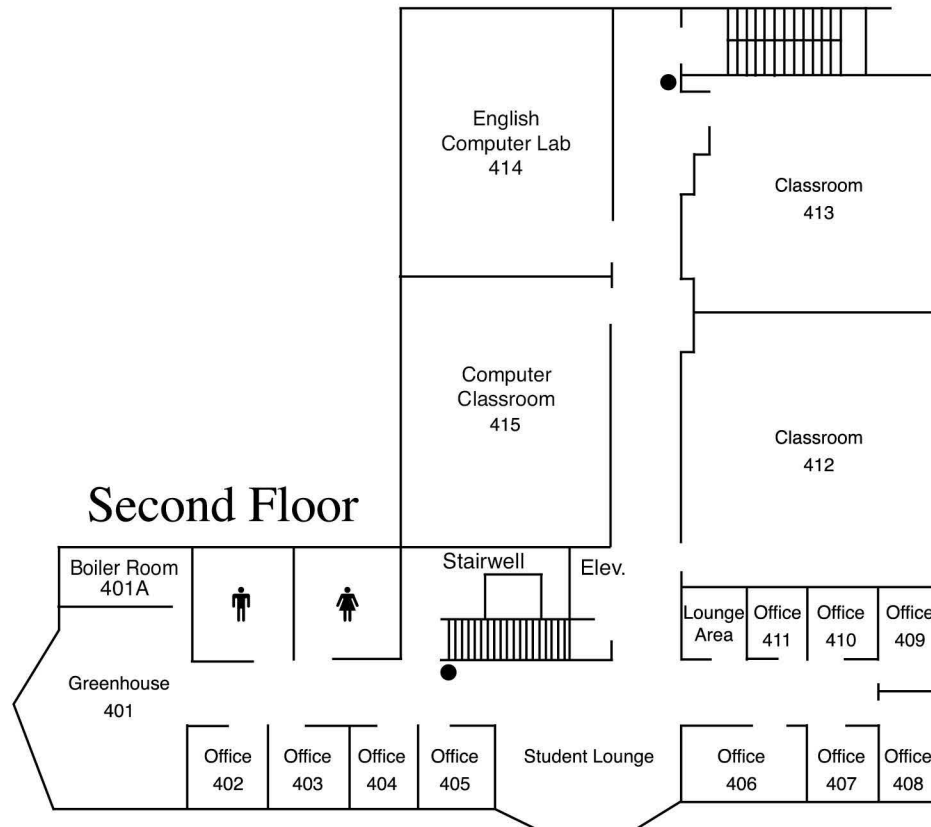 English
Computer Lab
414
Classroom
413
Computer
Classroom
415
Classroom
412
Second Floor
Boiler Room
401A
Stairwell
Elev.
Lounge
Area
Office
411
Office
410
Office
409
Greenhouse
401
Office
402
Office
403
Office
404
Office
405
Student Lounge
Office
406
Office
407
Office
408